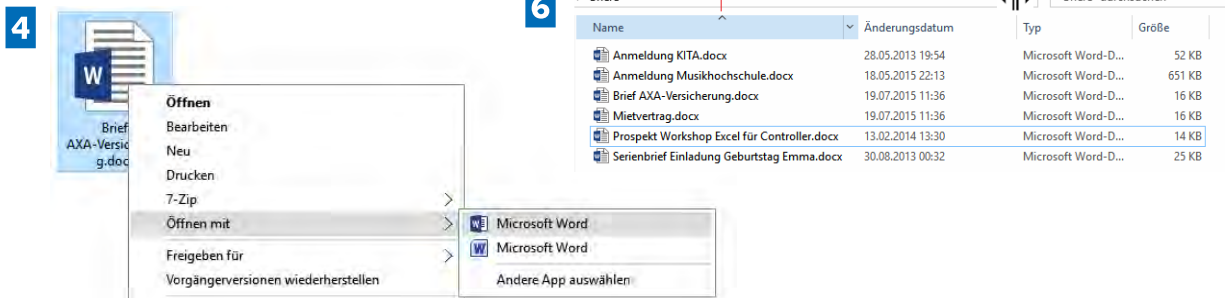 4
W
Brief
AXA-Versic
g.doc
Öffnen
Bearbeiten
Neu
Drucken
7-Zip
Öffnen mit
Freigeben für
Vorgängerversionen wiederherstellen
Microsoft Word
Microsoft Word
Andere App auswählen
6
Name Änderungsdatum Typ Größe
Anmeldung KITA.docx 28.05.2013 19:54 Microsoft Word-D... 52 KB
Anmeldung Musikhochschule.docx 18.05.2015 22:13 Microsoft Word-D... 651 KB
Brief AXA-Versicherung.docx 19.07.2015 11:36 Microsoft Word-D... 16 KB
Mietvertrag.docx 19.07.2015 11:36 Microsoft Word-D... 16 KB
Prospekt Workshop Excel für Controller.docx 13.02.2014 13:30 Microsoft Word-D... 14 KB
Serienbrief Einladung Geburtstag Emma.docx 30.08.2013 00:32 Microsoft Word-D... 25 KB